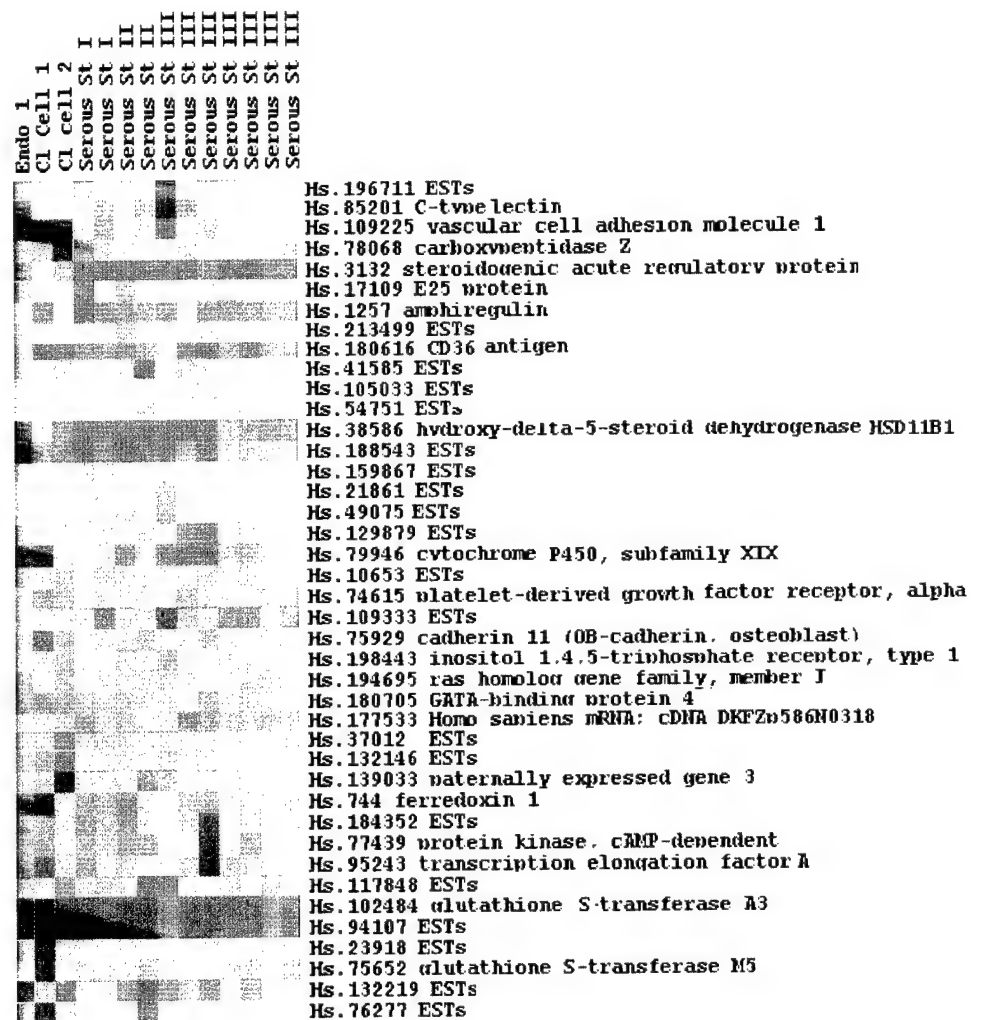 Endo 1
Cl Cell 1
Cl cell 2
Serous St I
Serous St I
Serous St II
Serous St II
Serous St III
Serous St III
Serous St III
Serous St III
Serous St III
Serous St III
Serous St III
Hs.196711 ESTs
Hs.85201 C-type lectin
Hs.109225 vascular cell adhesion molecule 1
Hs.78068 carboxypeptidase Z
Hs.3132 steroidogenic acute regulatory protein
Hs.17109 E25 protein
Hs.1257 amphiregulin
Hs.213499 ESTs
Hs.180616 CD36 antigen
Hs.41585 ESTs
Hs.105033 ESTs
Hs.54751 ESTs
Hs.38586 hydroxy-delta-5-steroid dehydrogenase HSD11B1
Hs.188543 ESTs
Hs.159867 ESTs
Hs.21861 ESTs
Hs.49075 ESTs
Hs.129879 ESTs
Hs.79946 cytochrome P450, subfamily XIX
Hs.10653 ESTs
Hs.74615 platelet-derived growth factor receptor, alpha
Hs.109333 ESTs
Hs.75929 cadherin 11 (OB-cadherin, osteoblast)
Hs.198443 inositol 1,4,5-triphosphate receptor, type 1
Hs.194695 ras homolog gene family, member I
Hs.180705 GATA-binding protein 4
Hs.177533 Homo sapiens mRNA; cDNA DKFZp586N0318
Hs.37012 ESTs
Hs.132146 ESTs
Hs.139033 paternally expressed gene 3
Hs.744 ferredoxin 1
Hs.184352 ESTs
Hs.77439 protein kinase, cAMP-dependent
Hs.95243 transcription elongation factor A
Hs.117848 ESTs
Hs.102484 glutathione S-transferase A3
Hs.94107 ESTs
Hs.23918 ESTs
Hs.75652 glutathione S-transferase M5
Hs.132219 ESTs
Hs.76277 ESTs